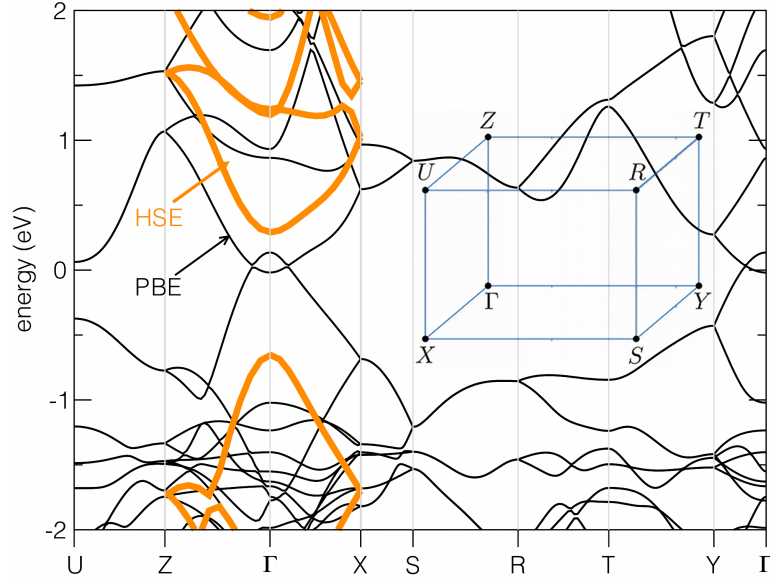 2
1
0
-1
-2
energy (eV)
HSE
PBE
Z T
U R
Γ Y
X S
U Z Γ X S R T Y Γ